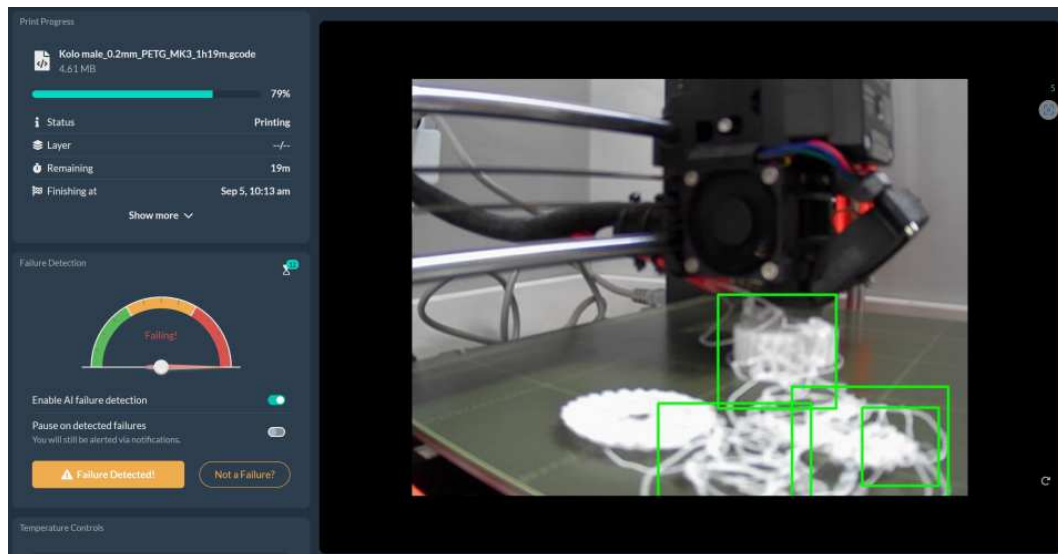 Print Progress
Kolo male_0.2mm_PETG_MK3_1h19m.gcode
4.61 MB
79%
Status Printing
Layer --/--
Remaining 19m
Finishing at Sep 5, 10:13 am
Show more
Failure Detection
Failing!
Enable AI failure detection
Pause on detected failures
You will still be alerted via notifications.
Failure Detected!
Not a Failure?
Temperature Controls
5